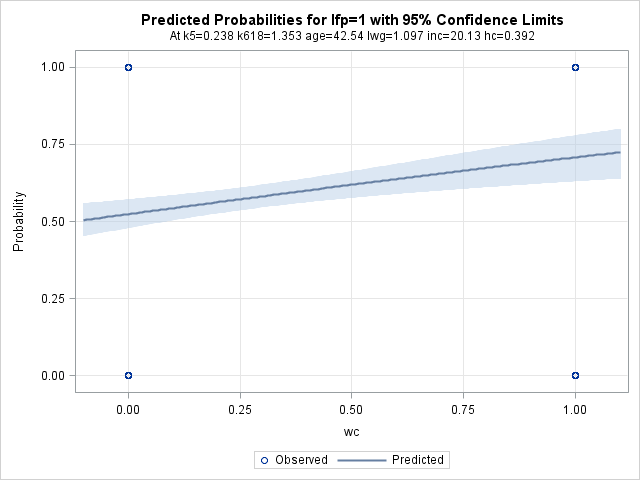 Predicted Probabilities for lfp=1 with 95% Confidence Limits
At k5=0.238 k618=1.353 age=42.54 lwg=1.097 inc=20.13 hc=0.392
1.00
0.75
0.50
0.25
0.00
Probability
0.00 0.25 0.50 0.75 1.00
wc
Observed Predicted